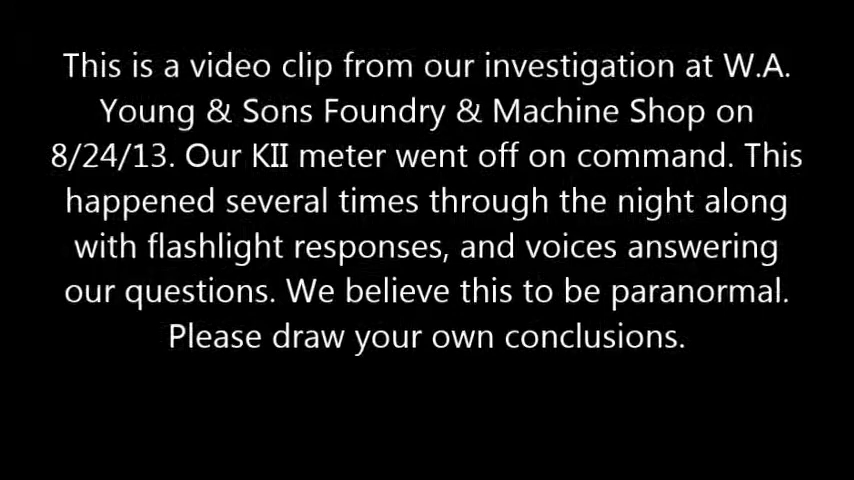 This is a video clip from our investigation at W.A.
Young & Sons Foundry & Machine Shop on
8/24/13. Our KII meter went off on command. This
happened several times through the night along
with flashlight responses, and voices answering
our questions. We believe this to be paranormal.
Please draw your own conclusions.